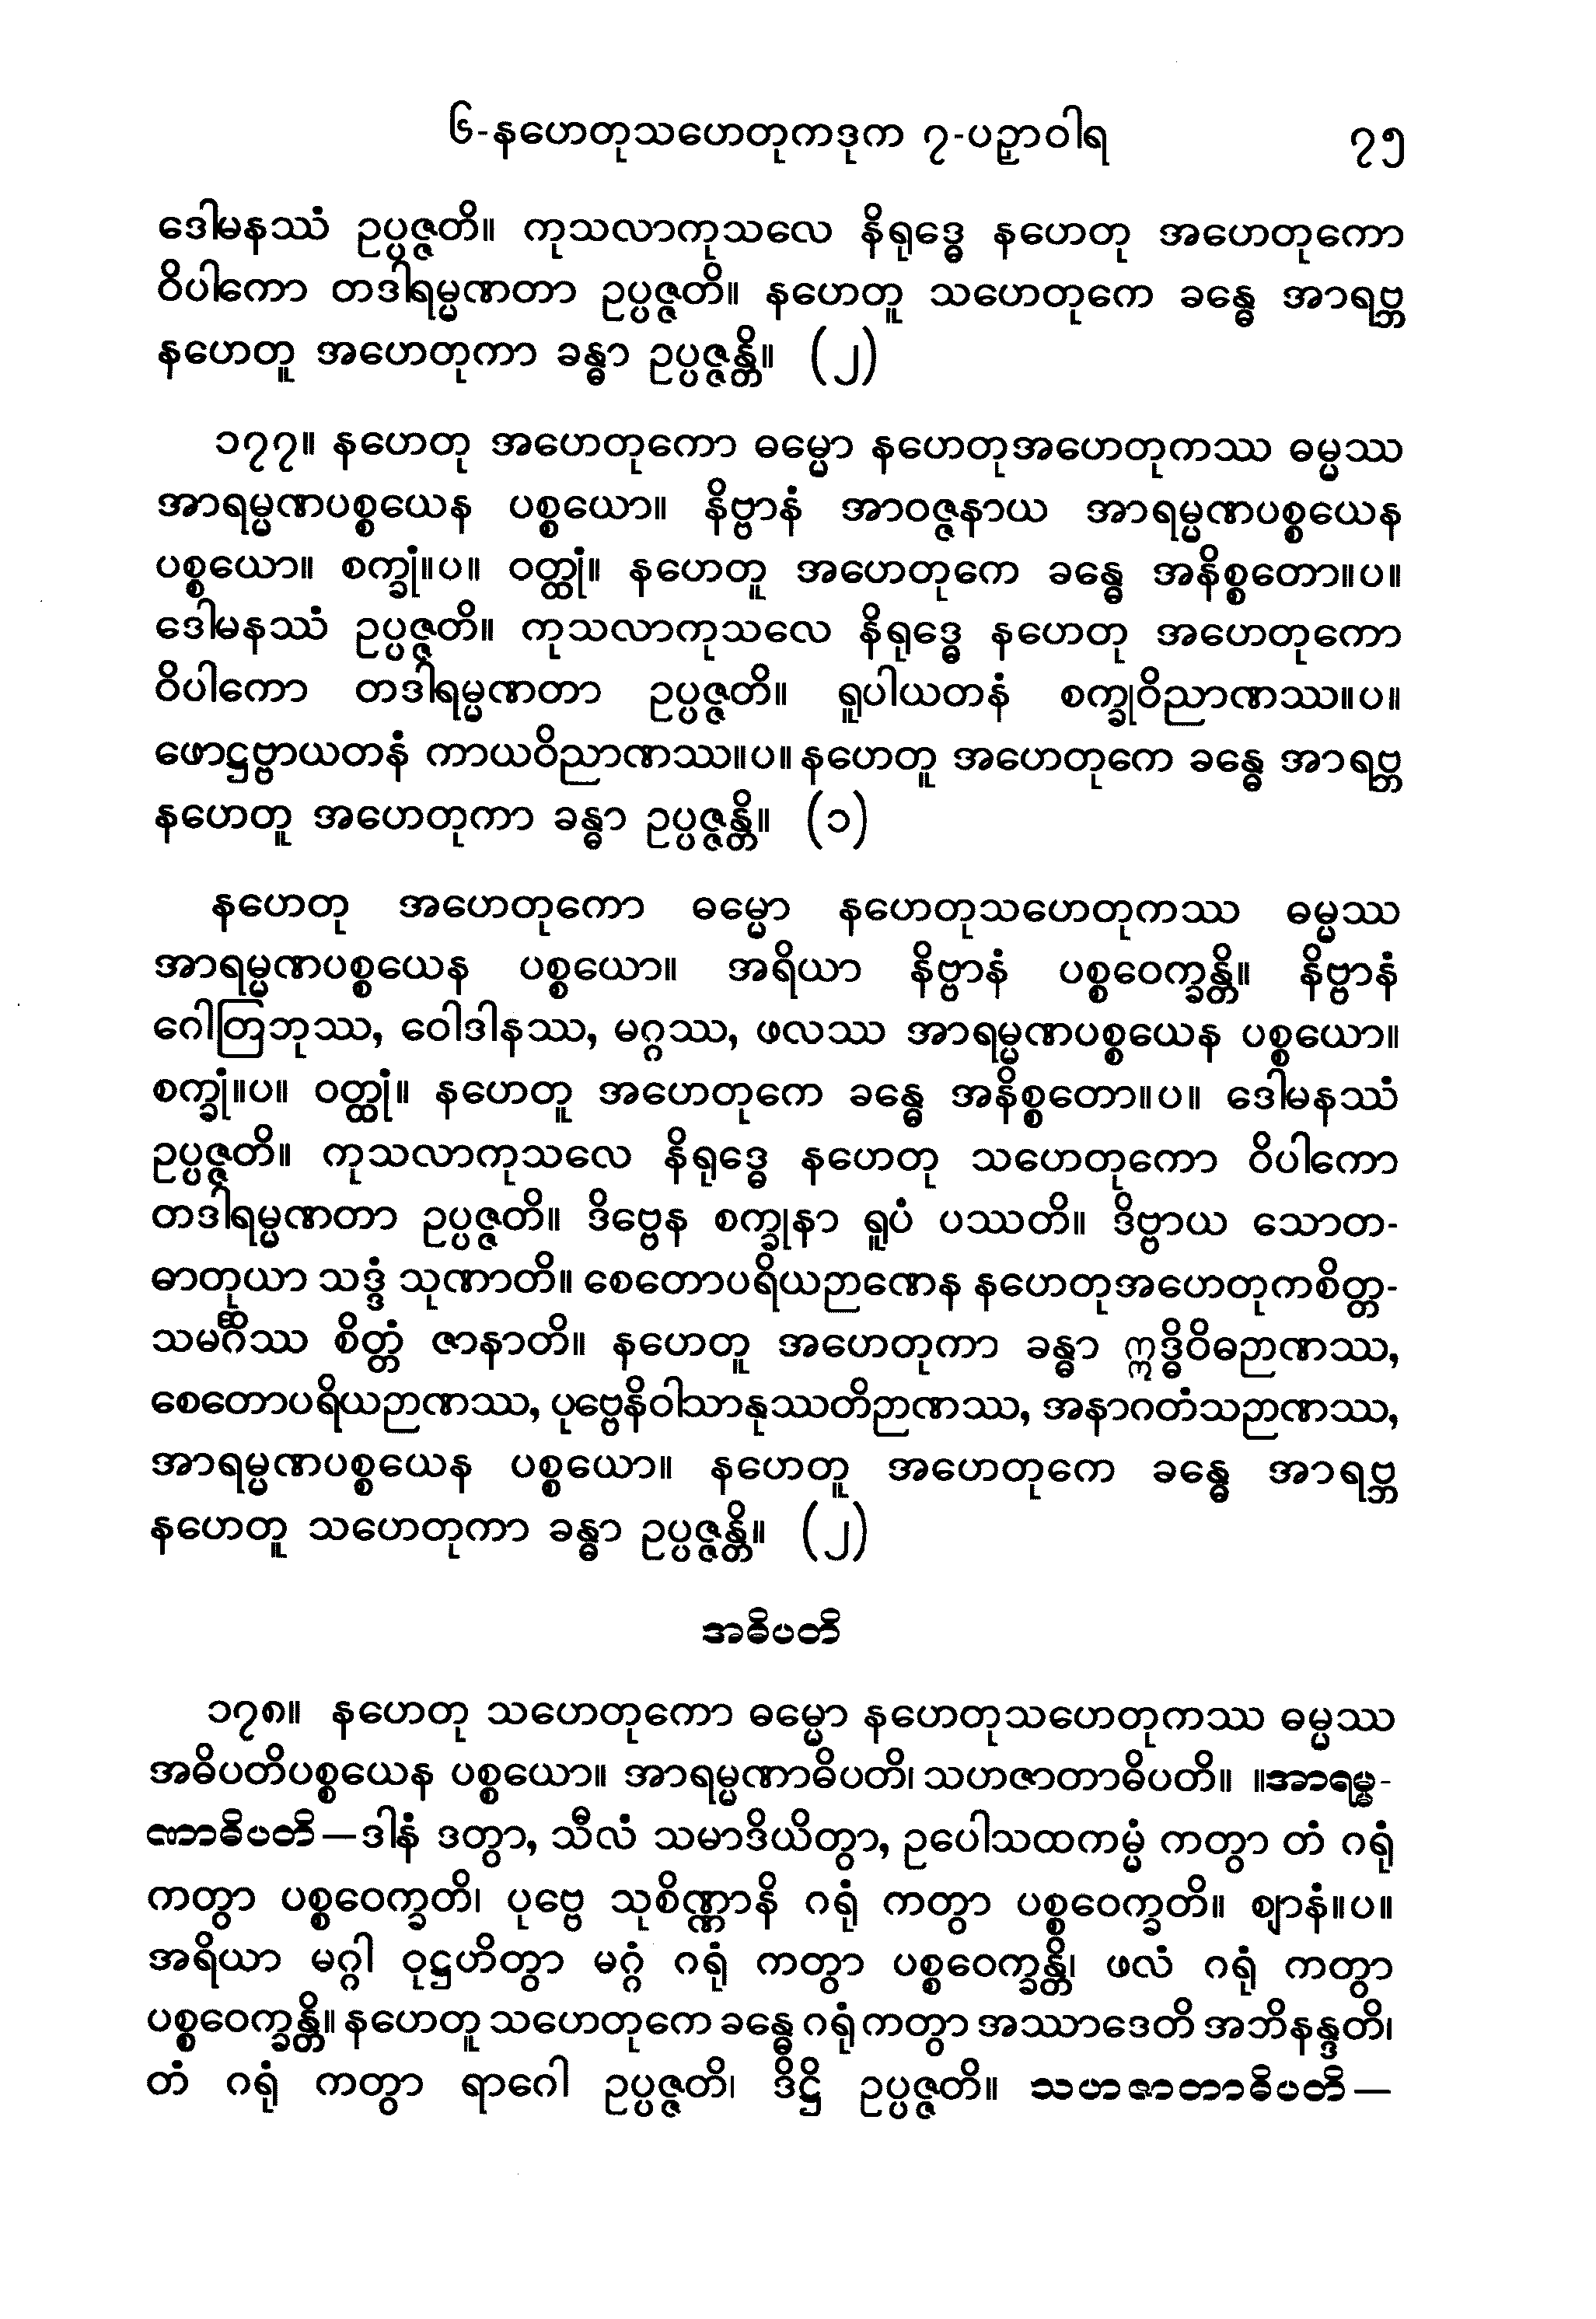 ၆-နဟေတုသဟေတုကဒုက ၇-ပဉှာဝါရ ၇၅
ဒေါမနဿံ ဥပ္ပဇ္ဇတိ။ ကုသလာကုသလေ နိရုဒ္ဓေ နဟေတု အဟေတုကော
ဝိပါကော တဒါရမ္မဏတာ ဥပ္ပဇ္ဇတိ။ နဟေတူ သဟေတုကေ ခန္ဓေ အာရဗ္ဘ
နဟေတူ အဟေတုကာ ခန္ဓာ ဥပ္ပဇ္ဇန္တိ။ (၂)
၁၇၇။ နဟေတု အဟေတုကော ဓမ္မော နဟေတုအဟေတုကဿ ဓမ္မဿ
အာရမ္မဏပစ္စယေန ပစ္စယော။ နိဗ္ဗာနံ အာဝဇ္ဇနာယ အာရမ္မဏပစ္စယေန
ပစ္စယော။ စက္ခုံ။ပ။ ဝတ္ထုံ။ နဟေတူ အဟေတုကေ ခန္ဓေ အနိစ္စတော။ပ။
ဒေါမနဿံ ဥပ္ပဇ္ဇတိ။ ကုသလာကုသလေ နိရုဒ္ဓေ နဟေတု အဟေတုကော
ဝိပါကော တဒါရမ္မဏတာ ဥပ္ပဇ္ဇတိ။ ရူပါယတနံ စက္ခုဝိညာဏဿ။ပ။
ဖောဋ္ဌဗ္ဗာယတနံ ကာယဝိညာဏဿ။ပ။ နဟေတူ အဟေတုကေ ခန္ဓေ အာရဗ္ဘ
နဟေတူ အဟေတုကာ ခန္ဓာ ဥပ္ပဇ္ဇန္တိ။ (၁)
နဟေတု အဟေတုကော ဓမ္မော နဟေတုသဟေတုကဿ ဓမ္မဿ
အာရမ္မဏပစ္စယေန ပစ္စယော။ အရိယာ နိဗ္ဗာနံ ပစ္စဝေက္ခန္တိ။ နိဗ္ဗာနံ
ဂေါတြဘုဿ, ဝေါဒါနဿ, မဂ္ဂဿ, ဖလဿ အာရမ္မဏပစ္စယေန ပစ္စယော။
စက္ခုံ။ပ။ ဝတ္ထုံ။ နဟေတူ အဟေတုကေ ခန္ဓေ အနိစ္စတော။ပ။ ဒေါမနဿံ
ဥပ္ပဇ္ဇတိ။ ကုသလာကုသလေ နိရုဒ္ဓေ နဟေတု သဟေတုကော ဝိပါကော
တဒါရမ္မဏတာ ဥပ္ပဇ္ဇတိ။ ဒိဗ္ဗေန စက္ခုနာ ရူပံ ပဿတိ။ ဒိဗ္ဗာယ သောတ-
ဓာတုယာ သဒ္ဒံ သုဏာတိ။ စေတောပရိယဉာဏေန နဟေတုအဟေတုကစိတ္တ-
သမင်္ဂိဿ စိတ္တံ ဇာနာတိ။ နဟေတူ အဟေတုကာ ခန္ဓာ ဣဒ္ဓိဝိဓဉာဏဿ,
စေတောပရိယဉာဏဿ, ပုဗ္ဗေနိဝါသာနုဿတိဉာဏဿ, အနာဂတံသဉာဏဿ,
အာရမ္မဏပစ္စယေန ပစ္စယော။ နဟေတူ အဟေတုကေ ခန္ဓေ အာရဗ္ဘ
နဟေတူ သဟေတုကာ ခန္ဓာ ဥပ္ပဇ္ဇန္တိ။ (၂)
အဓိပတိ
၁၇၈။ နဟေတု သဟေတုကော ဓမ္မော နဟေတုသဟေတုကဿ ဓမ္မဿ
အဓိပတိပစ္စယေန ပစ္စယော။ အာရမ္မဏာဓိပတိ၊ သဟဇာတာဓိပတိ။ ။အာရမ္မ-
ဏာဓိပတိ—ဒါနံ ဒတွာ, သီလံ သမာဒိယိတွာ, ဥပေါသထကမ္မံ ကတွာ တံ ဂရုံ
ကတွာ ပစ္စဝေက္ခတိ၊ ပုဗ္ဗေ သုစိဏ္ဏာနိ ဂရုံ ကတွာ ပစ္စဝေက္ခတိ။ ဈာနံ။ပ။
အရိယာ မဂ္ဂါ ဝုဋ္ဌဟိတွာ မဂ္ဂံ ဂရုံ ကတွာ ပစ္စဝေက္ခန္တိ၊ ဖလံ ဂရုံ ကတွာ
ပစ္စဝေက္ခန္တိ။ နဟေတူ သဟေတုကေ ခန္ဓေ ဂရုံ ကတွာ အဿာဒေတိ အဘိနန္ဒတိ၊
တံ ဂရုံ ကတွာ ရာဂေါ ဥပ္ပဇ္ဇတိ၊ ဒိဋ္ဌိ ဥပ္ပဇ္ဇတိ။ သဟဇာတာဓိပတိ—